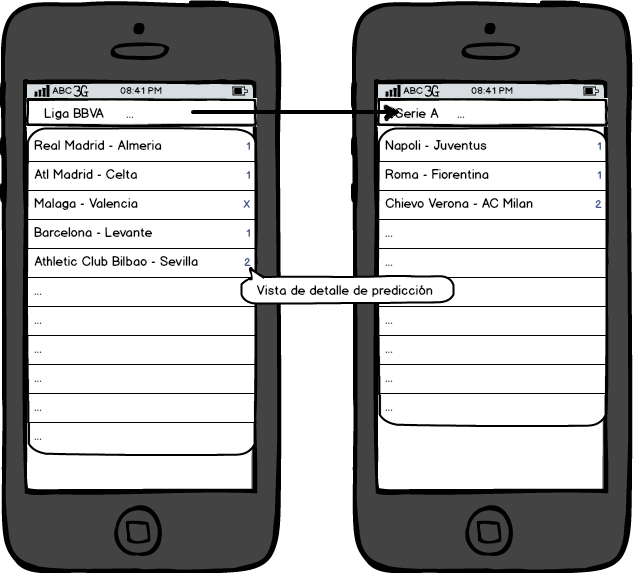 ABC 3G 08:41 PM
Liga BBVA ...
Real Madrid - Almeria 1
Atl Madrid - Celta 1
Malaga - Valencia X
Barcelona - Levante 1
Athletic Club Bilbao - Sevilla 2
...
...
...
...
...
...
Vista de detalle de predicción
ABC 3G 08:41 PM
Serie A ...
Napoli - Juventus 1
Roma - Fiorentina 1
Chievo Verona - AC Milan 2
...
...
...
...
...
...